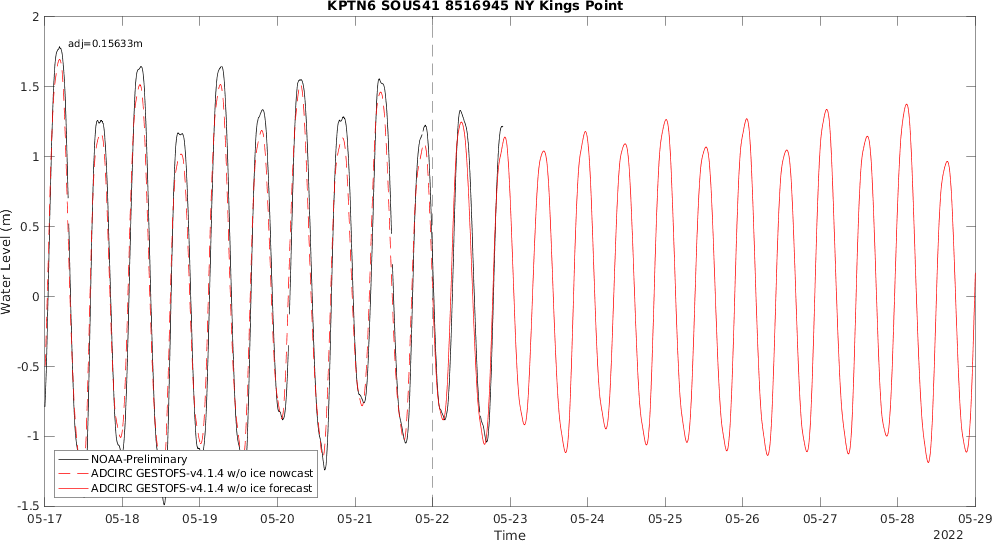 KPTN6 SOUS41 8516945 NY Kings Point
adj=0.15633m
Water Level (m)
2
1.5
1
0.5
0
-0.5
-1
-1.5
NOAA-Preliminary
ADCIRC GESTOFS-v4.1.4 w/o ice nowcast
ADCIRC GESTOFS-v4.1.4 w/o ice forecast
05-17 05-18 05-19 05-20 05-21 05-22 05-23 05-24 05-25 05-26 05-27 05-28 05-29
Time
2022